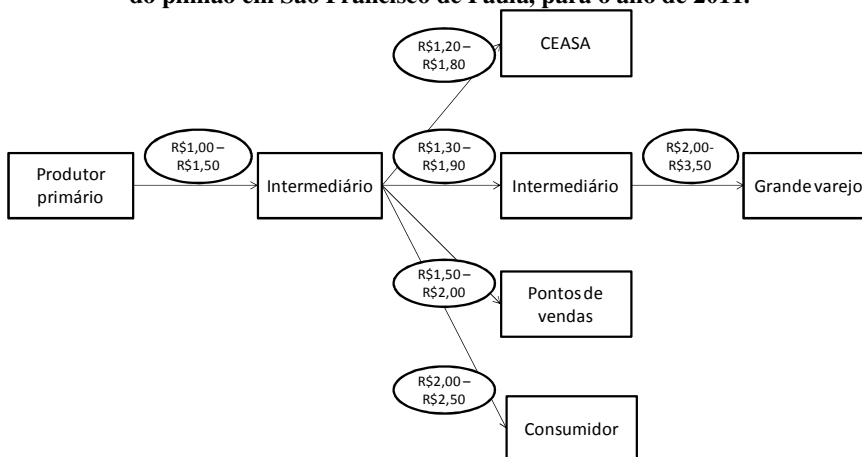 do pinhão em São Francisco de Paula, para o ano de 2011.
R$1,20 –
R$1,80
CEASA
R$1,00 –
R$1,50
R$1,30 –
R$1,90
R$2,00-
R$3,50
Produtor
primário
Intermediário
Intermediário
Grande varejo
R$1,50 –
R$2,00
Pontos de
vendas
R$2,00 –
R$2,50
Consumidor